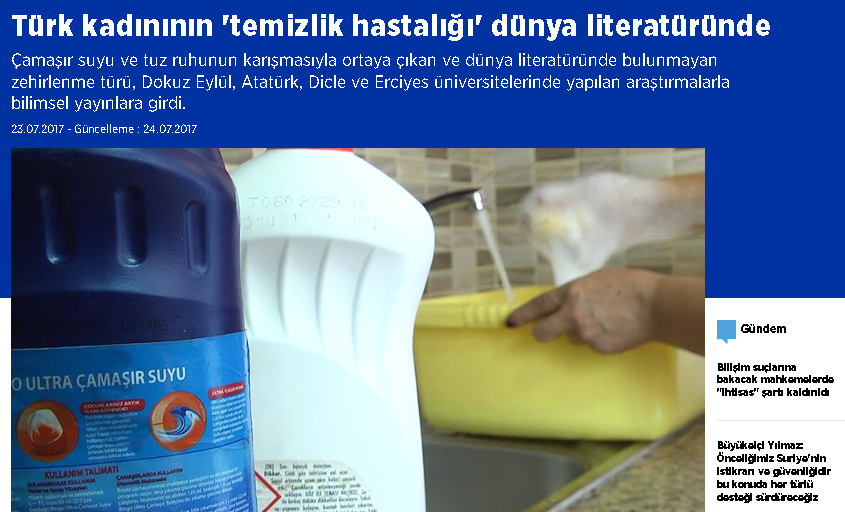 Türk kadınının 'temizlik hastalığı' dünya literatüründe
Çamaşır suyu ve tuz ruhunun karışmasıyla ortaya çıkan ve dünya literatüründe bulunmayan
zehirlenme türü, Dokuz Eylül, Atatürk, Dicle ve Erciyes üniversitelerinde yapılan araştırmalarla
bilimsel yayınlara girdi.
23.07.2017 - Güncelleme : 24.07.2017
O ULTRA ÇAMAŞIR SUYU
KULLANIM TALİMATI
Gündem
Bilişim suçlarına
bakacak mahkemelerde
"ihtisas" şartı kaldırıldı
Büyükelçi Yılmaz:
Önceliğimiz Suriye'nin
istikrarı ve güvenliğidir
bu konuda her türlü
desteği sürdüreceğiz